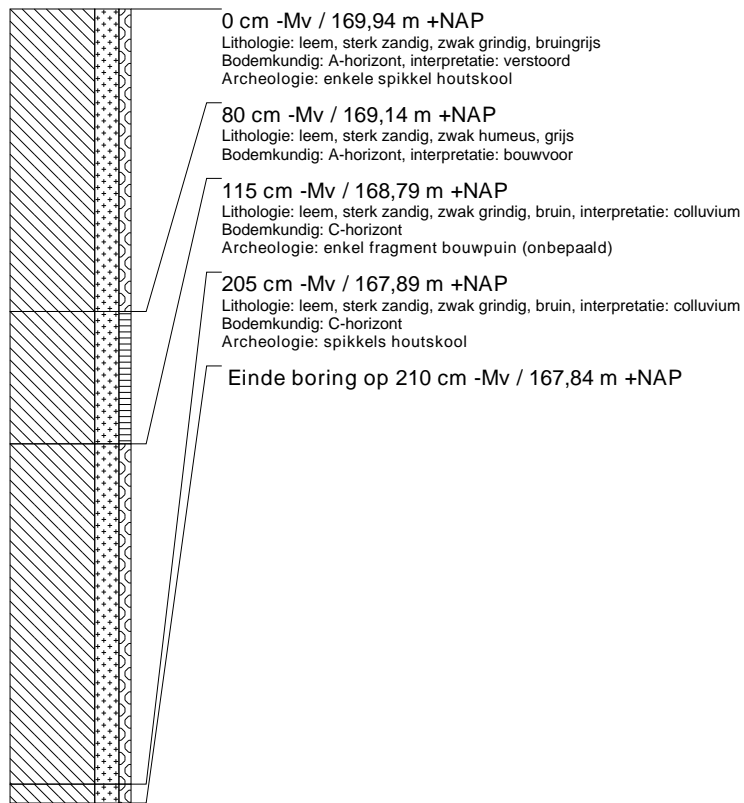 0 cm -Mv / 169,94 m +NAP
Lithologie: leem, sterk zandig, zwak grindig, bruingrijs
Bodemkundig: A-horizont, interpretatie: verstoord
Archeologie: enkele spikkel houtskool
80 cm -Mv / 169,14 m +NAP
Lithologie: leem, sterk zandig, zwak humeus, grijs
Bodemkundig: A-horizont, interpretatie: bouwvoor
115 cm -Mv / 168,79 m +NAP
Lithologie: leem, sterk zandig, zwak grindig, bruin, interpretatie: colluvium
Bodemkundig: C-horizont
Archeologie: enkel fragment bouwpuin (onbepaald)
205 cm -Mv / 167,89 m +NAP
Lithologie: leem, sterk zandig, zwak grindig, bruin, interpretatie: colluvium
Bodemkundig: C-horizont
Archeologie: spikkels houtskool
Einde boring op 210 cm -Mv / 167,84 m +NAP